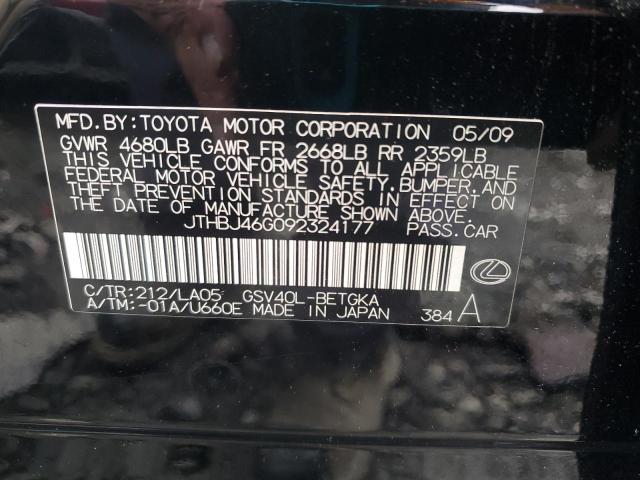 MFD.BY:TOYOTA MOTOR CORPORATION 05/09
GVWR 4680LB GAWR FR 2668LB RR 2359LB
THIS VEHICLE CONFORMS TO ALL APPLICABLE
FEDERAL MOTOR VEHICLE SAFETY,BUMPER,AND
THEFT PREVENTION STANDARDS IN EFFECT ON
THE DATE OF MANUFACTURE SHOWN ABOVE.
JTHBJ46G092324177 PASS.CAR
C/TR:212/LA05 GSV40L-BETGKA
A/TM:-01A/U660E MADE IN JAPAN 384 A